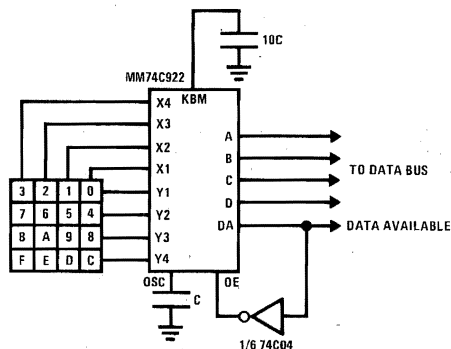 10C
MM74C922
KBM
X4
X3
X2
X1
Y1
Y2
Y3
Y4
A
B
C
D
DA
TO DATA BUS
DATA AVAILABLE
3 2 1 0
7 6 5 4
8 A 9 8
F E D C
OSC
OE
C
1/6 74C04